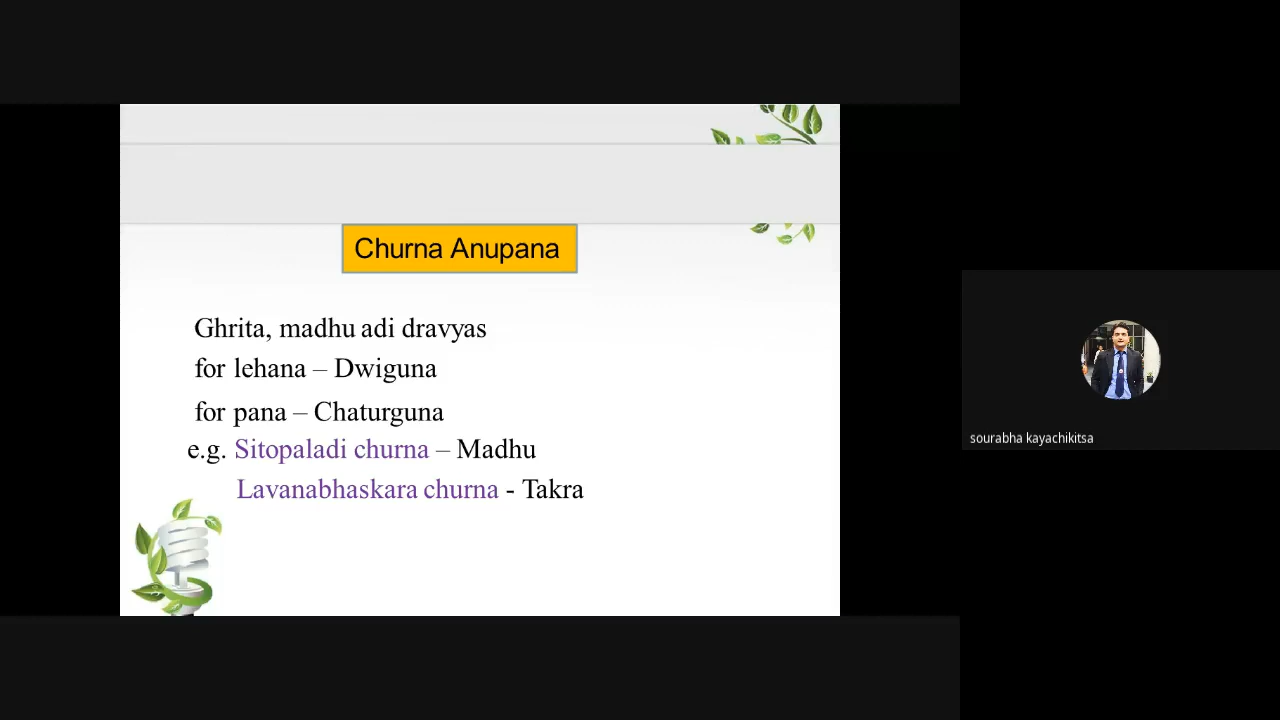 Churna Anupana
Ghrita, madhu adi dravyas
for lehana – Dwiguna
for pana – Chaturguna
e.g. Sitopaladi churna – Madhu
Lavanabhaskara churna - Takra
sourabha kayachikitsa